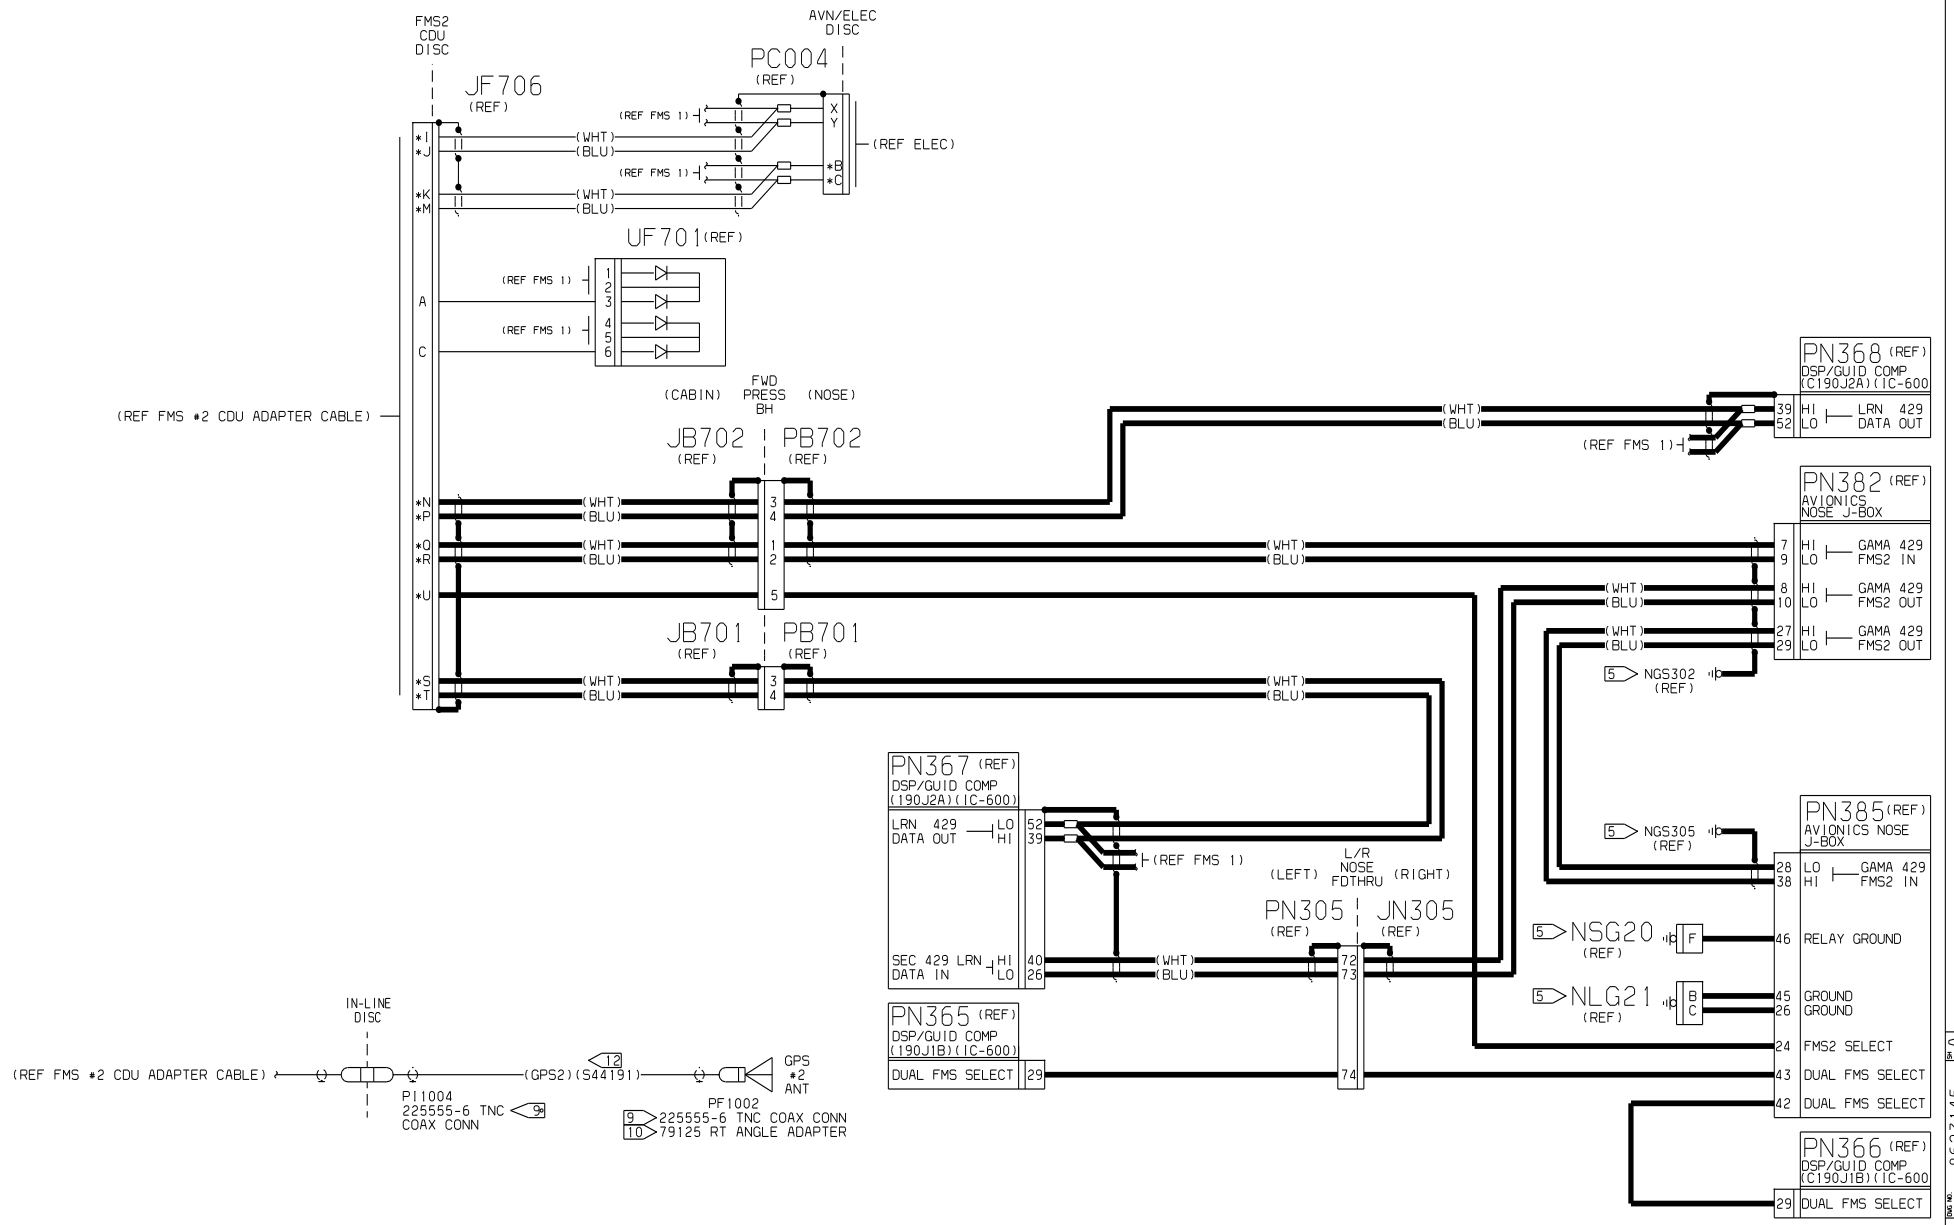 FMS2
CDU
DISC
AVN/ELEC
DISC
JF706
(REF)
PC004
(REF)
(REF FMS 1)
X
Y
*I
*J
(WHT)
(BLU)
(REF ELEC)
(REF FMS 1)
*B
*C
*K
*M
(WHT)
(BLU)
UF701 (REF)
(REF FMS 1)
1
2
3
A
(REF FMS 1)
4
5
6
C
(REF FMS #2 CDU ADAPTER CABLE)
(CABIN)
FWD
PRESS
BH
(NOSE)
JB702
(REF)
PB702
(REF)
PN368 (REF)
DSP/GUID COMP
(C190J2A)(IC-600
39 HI LRN 429
52 LO DATA OUT
(WHT)
(BLU)
(REF FMS 1)
*N (WHT) 3
*P (BLU) 4
*Q (WHT) 1 (WHT)
*R (BLU) 2 (BLU)
*U 5
PN382 (REF)
AVIONICS
NOSE J-BOX
7 HI GAMA 429
9 LO FMS2 IN
(WHT) 8 HI GAMA 429
(BLU) 10 LO FMS2 OUT
(WHT) 27 HI GAMA 429
(BLU) 29 LO FMS2 OUT
5 NGS302
(REF)
JB701
(REF)
PB701
(REF)
*S (WHT) 3 (WHT)
*T (BLU) 4 (BLU)
PN367 (REF)
DSP/GUID COMP
(190J2A)(IC-600)
LRN 429 LO 52
DATA OUT HI 39
(REF FMS 1)
SEC 429 LRN HI 40 (WHT)
DATA IN LO 26 (BLU)
L/R
NOSE
FDTHRU
(LEFT)
(RIGHT)
PN305
(REF)
JN305
(REF)
72
73
74
PN365 (REF)
DSP/GUID COMP
(190J1B)(IC-600)
DUAL FMS SELECT 29
PN385 (REF)
AVIONICS NOSE
J-BOX
5 NGS305
(REF)
28 LO GAMA 429
38 HI FMS2 IN
5 NSG20
(REF)
F
46 RELAY GROUND
5 NLG21
(REF)
B
C
45 GROUND
26 GROUND
24 FMS2 SELECT
43 DUAL FMS SELECT
42 DUAL FMS SELECT
PN366 (REF)
DSP/GUID COMP
(C190J1B)(IC-600
29 DUAL FMS SELECT
IN-LINE
DISC
(REF FMS #2 CDU ADAPTER CABLE)
12
(GPS2)(S44191)
GPS
#2
ANT
PI1004
225555-6 TNC
COAX CONN
9
PF1002
9 225555-6 TNC COAX CONN
10 79125 RT ANGLE ADAPTER
DWG NO.
SH